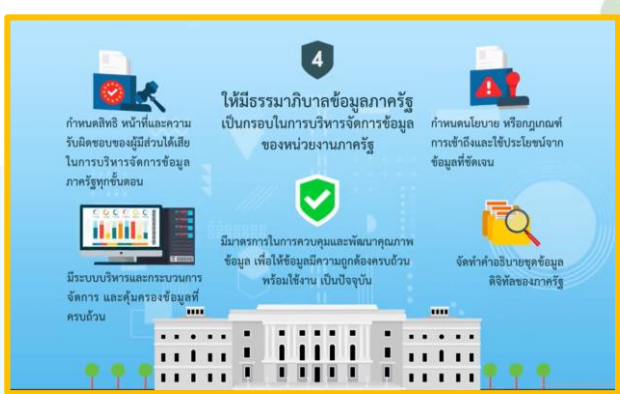 4
ให้มีธรรมาภิบาลข้อมูลภาครัฐ
เป็นกรอบในการบริหารจัดการข้อมูล
ของหน่วยงานภาครัฐ
กำหนดสิทธิ หน้าที่และความ
รับผิดชอบของผู้มีส่วนได้เสีย
ในการบริหารจัดการข้อมูล
ภาครัฐทุกขั้นตอน
กำหนดนโยบาย หรือกฎเกณฑ์
การเข้าถึงและใช้ประโยชน์จาก
ข้อมูลที่ชัดเจน
มีระบบบริหารและกระบวนการ
จัดการ และคุ้มครองข้อมูลที่
ครบถ้วน
มีมาตรการในการควบคุมและพัฒนาคุณภาพ
ข้อมูล เพื่อให้ข้อมูลมีความถูกต้องครบถ้วน
พร้อมใช้งาน เป็นปัจจุบัน
จัดทำคำอธิบายชุดข้อมูล
ดิจิทัลของภาครัฐ